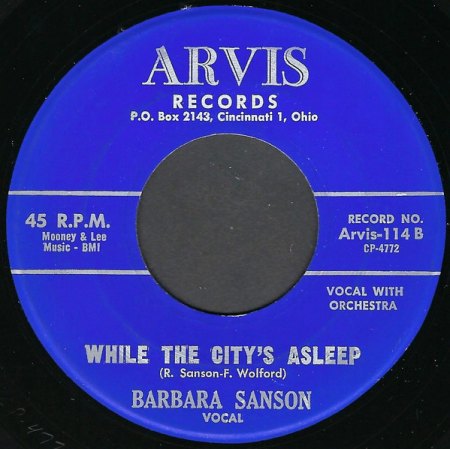 ARVIS
RECORDS
P.O. Box 2143, Cincinnati 1, Ohio
45 R.P.M.
Mooney & Lee
Music - BMI
RECORD NO.
Arvis-114 B
CP-4772
VOCAL WITH
ORCHESTRA
WHILE THE CITY'S ASLEEP
(R. Sanson-F. Wolford)
BARBARA SANSON
VOCAL